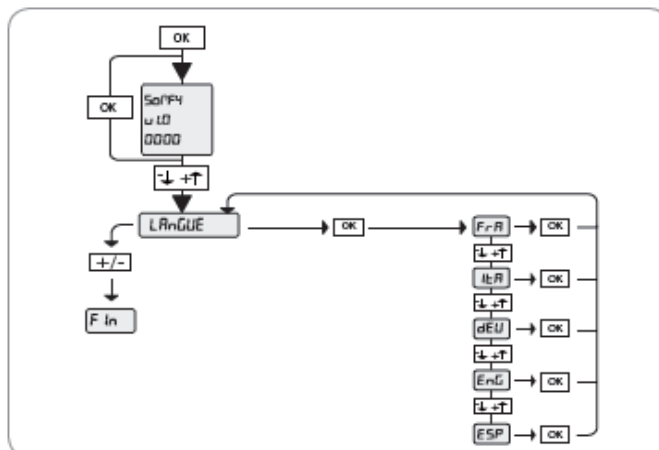 OK
SoMFY
v 1.0
0000
OK
-↓ +↑
LAnGUE
OK
FrA
OK
+/-
-↓ +↑
F In
ItA
OK
-↓ +↑
dEU
OK
-↓ +↑
EnG
OK
-↓ +↑
ESP
OK